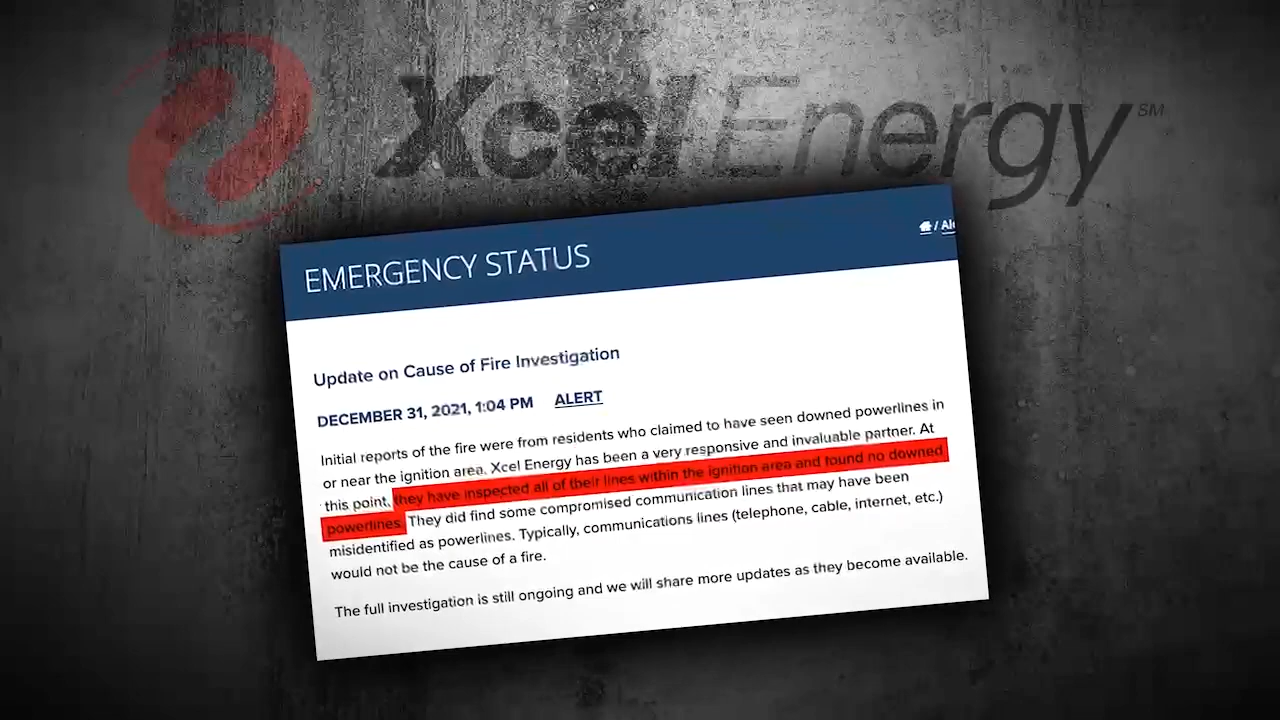 Xcel Energy SM
EMERGENCY STATUS
/ Al
Update on Cause of Fire Investigation
DECEMBER 31, 2021, 1:04 PM ALERT
Initial reports of the fire were from residents who claimed to have seen downed powerlines in
or near the ignition area. Xcel Energy has been a very responsive and invaluable partner. At
this point, they have inspected all of their lines within the ignition area and found no downed
powerlines. They did find some compromised communication lines that may have been
misidentified as powerlines. Typically, communications lines (telephone, cable, internet, etc.)
would not be the cause of a fire.
The full investigation is still ongoing and we will share more updates as they become available.